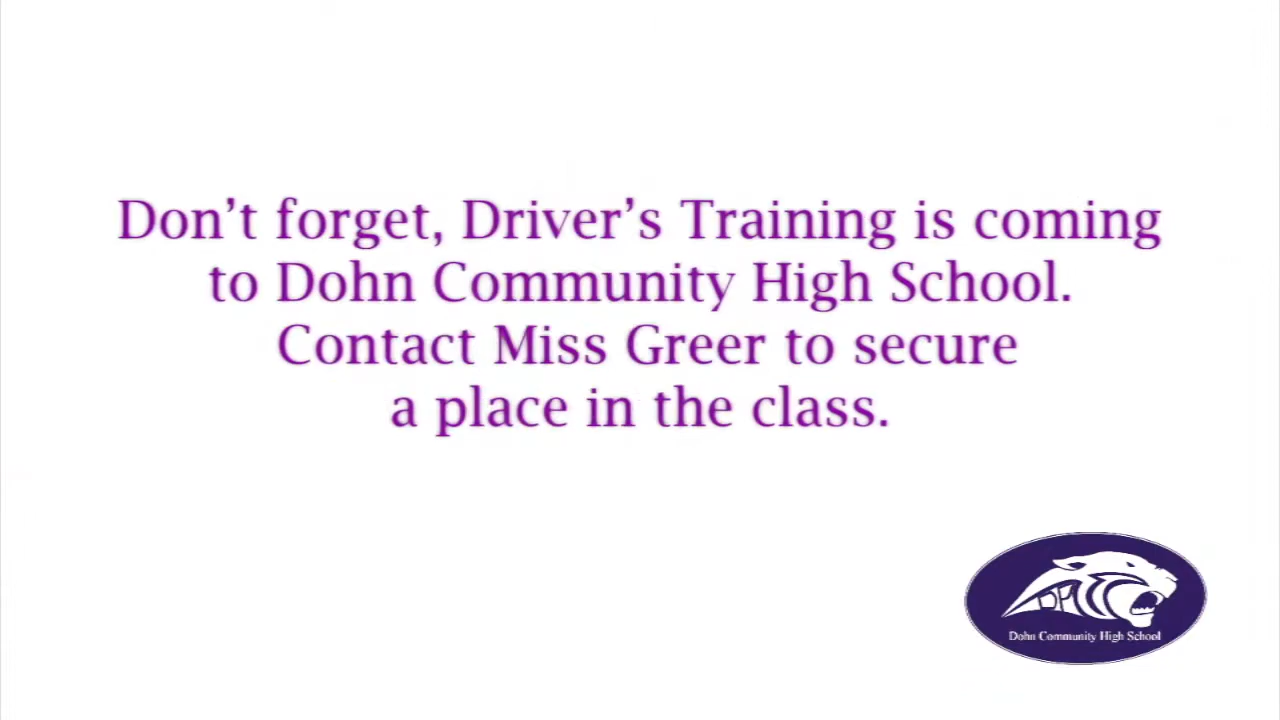 Don’t forget, Driver’s Training is coming
to Dohn Community High School.
Contact Miss Greer to secure
a place in the class.
Dohn Community High School